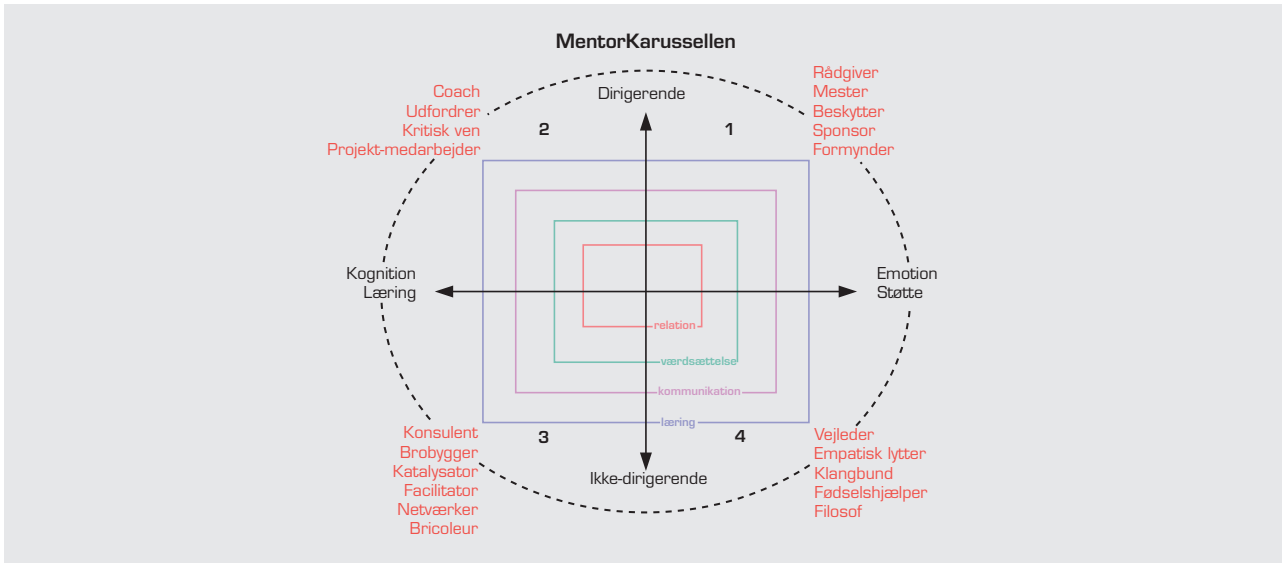 MentorKarussellen
Dirigerende
Coach
Udfordrer
Kritisk ven
Projekt-medarbejder
2
1
Rådgiver
Mester
Beskytter
Sponsor
Formynder
Kognition
Læring
Emotion
Støtte
relation
værdsættelse
kommunikation
læring
Konsulent
Brobygger
Katalysator
Facilitator
Netværker
Bricoleur
3
4
Ikke-dirigerende
Vejleder
Empatisk lytter
Klangbund
Fødselshjælper
Filosof